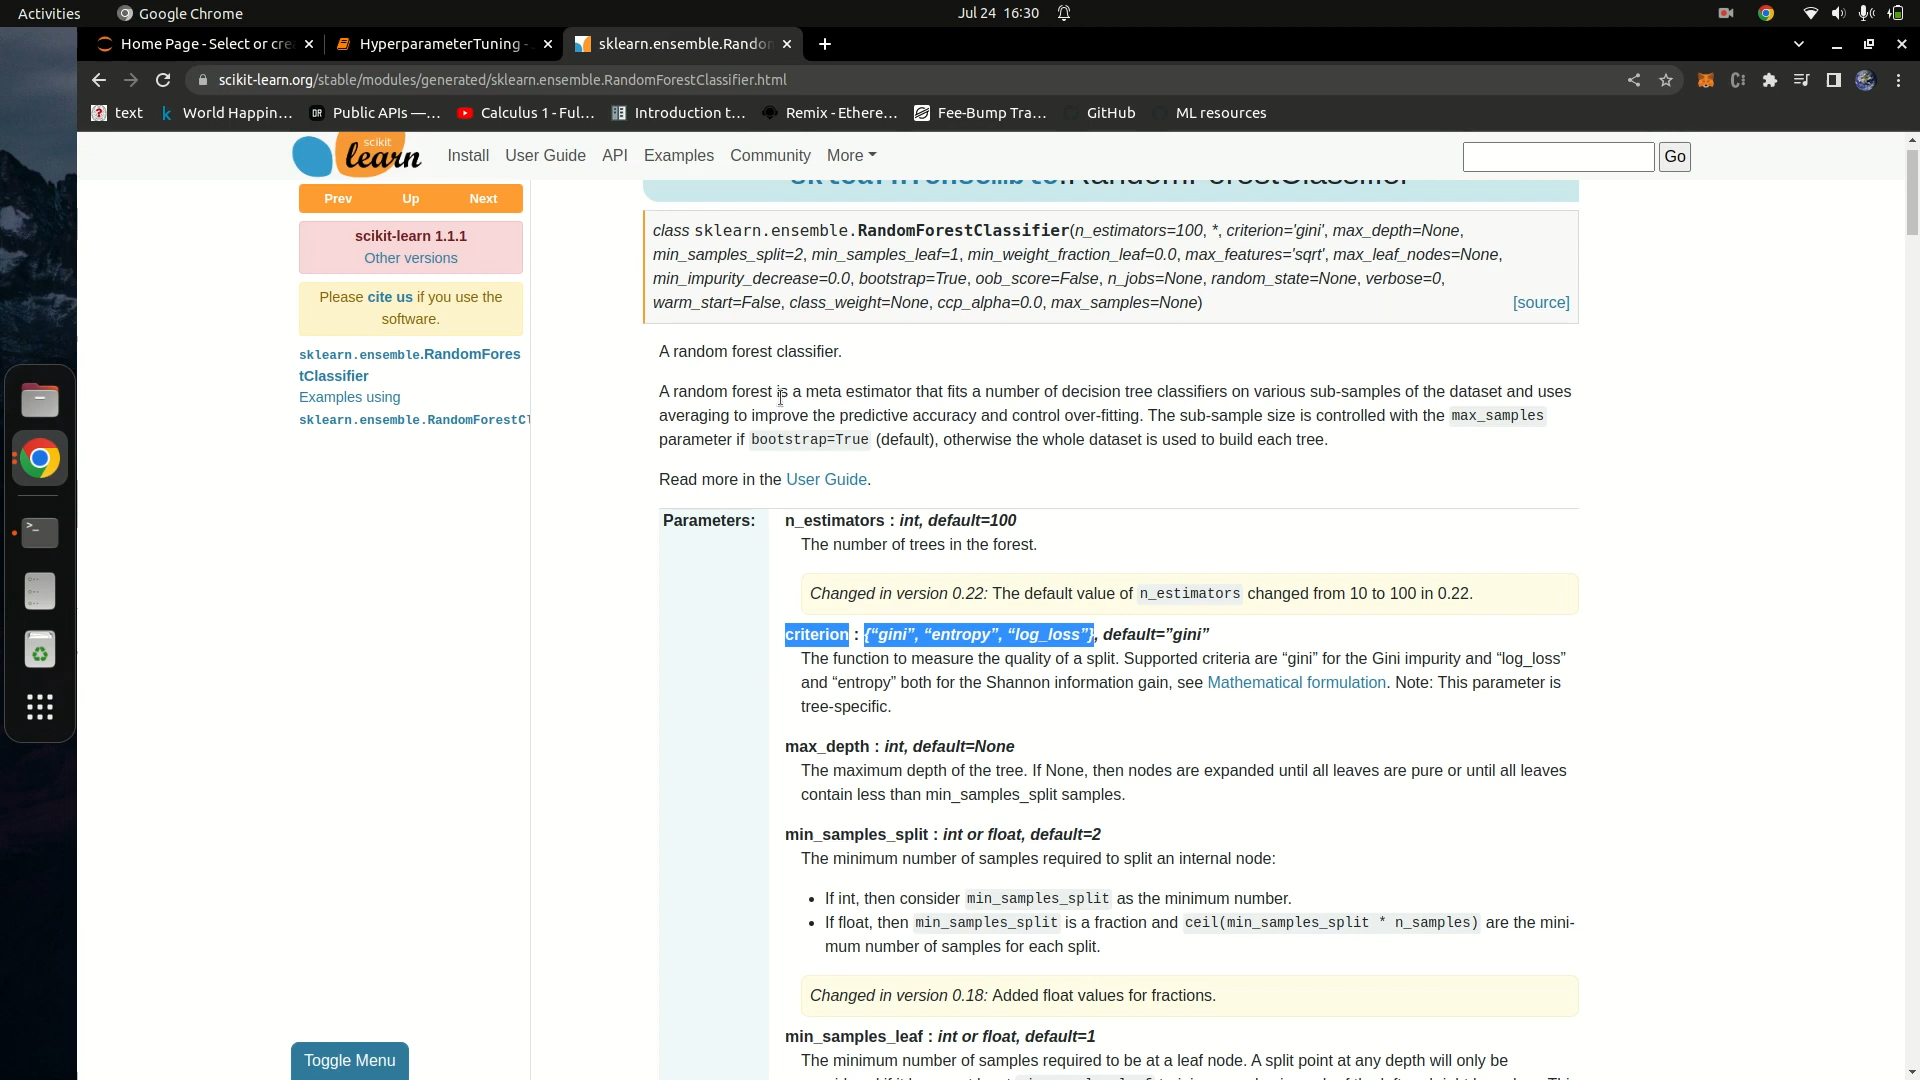 Activities
Google Chrome
Jul 24 16:30
Home Page - Select or cre
HyperparameterTuning -
sklearn.ensemble.Randon
scikit-learn.org/stable/modules/generated/sklearn.ensemble.RandomForestClassifier.html
text
World Happin...
Public APIs —...
Calculus 1 - Ful...
Introduction t...
Remix - Ethere...
Fee-Bump Tra...
GitHub
ML resources
scikit
learn
Install
User Guide
API
Examples
Community
More
Go
Prev
Up
Next
scikit-learn 1.1.1
Other versions
Please cite us if you use the
software.
sklearn.ensemble.RandomFores
tClassifier
Examples using
sklearn.ensemble.RandomForestCl
sklearn.ensemble.RandomForestClassifier
class sklearn.ensemble.RandomForestClassifier(n_estimators=100, *, criterion='gini', max_depth=None,
min_samples_split=2, min_samples_leaf=1, min_weight_fraction_leaf=0.0, max_features='sqrt', max_leaf_nodes=None,
min_impurity_decrease=0.0, bootstrap=True, oob_score=False, n_jobs=None, random_state=None, verbose=0,
warm_start=False, class_weight=None, ccp_alpha=0.0, max_samples=None)
[source]
A random forest classifier.
A random forest is a meta estimator that fits a number of decision tree classifiers on various sub-samples of the dataset and uses
averaging to improve the predictive accuracy and control over-fitting. The sub-sample size is controlled with the max_samples
parameter if bootstrap=True (default), otherwise the whole dataset is used to build each tree.
Read more in the User Guide.
Parameters:
n_estimators : int, default=100
The number of trees in the forest.
Changed in version 0.22: The default value of n_estimators changed from 10 to 100 in 0.22.
criterion : {“gini”, “entropy”, “log_loss”}, default=”gini”
The function to measure the quality of a split. Supported criteria are “gini” for the Gini impurity and “log_loss”
and “entropy” both for the Shannon information gain, see Mathematical formulation. Note: This parameter is
tree-specific.
max_depth : int, default=None
The maximum depth of the tree. If None, then nodes are expanded until all leaves are pure or until all leaves
contain less than min_samples_split samples.
min_samples_split : int or float, default=2
The minimum number of samples required to split an internal node:
• If int, then consider min_samples_split as the minimum number.
• If float, then min_samples_split is a fraction and ceil(min_samples_split * n_samples) are the mini-
mum number of samples for each split.
Changed in version 0.18: Added float values for fractions.
min_samples_leaf : int or float, default=1
The minimum number of samples required to be at a leaf node. A split point at any depth will only be
Toggle Menu